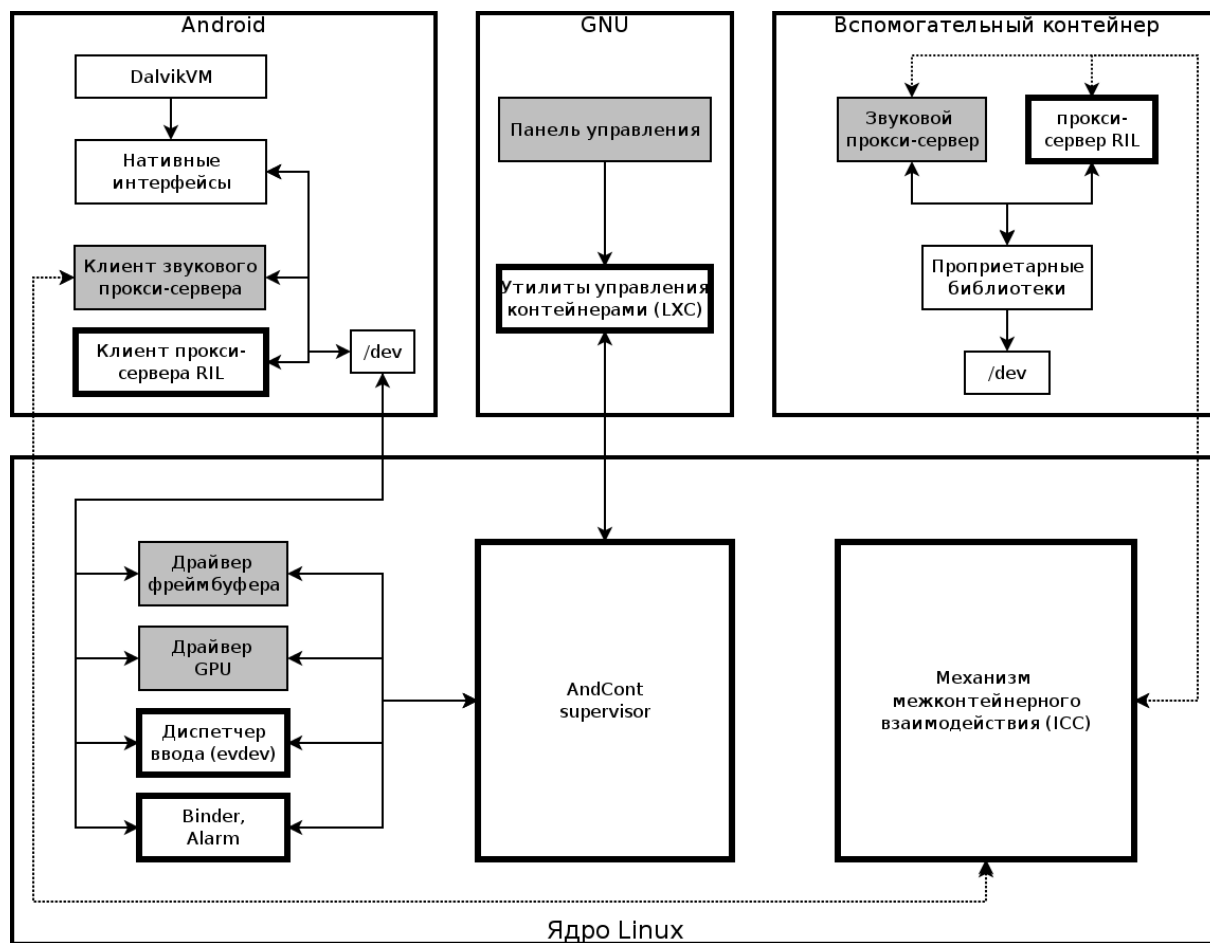 Android
DalvikVM
Нативные
интерфейсы
Клиент звукового
прокси-сервера
Клиент прокси-
сервера RIL
/dev
GNU
Панель управления
Утилиты управления
контейнерами (LXC)
Вспомогательный контейнер
Звуковой
прокси-сервер
прокси-
сервер RIL
Проприетарные
библиотеки
/dev
Драйвер
фреймбуфера
Драйвер
GPU
Диспетчер
ввода (evdev)
Binder,
Alarm
AndCont
supervisor
Механизм
межконтейнерного
взаимодействия (ICC)
Ядро Linux